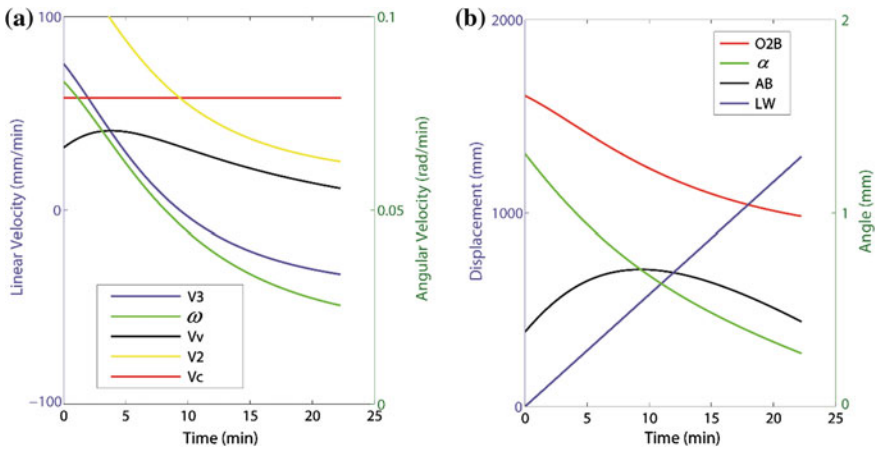 (a)
100
0
−100
Linear Velocity (mm/min)
0.1
0.05
0
Angular Velocity (rad/min)
V3
ω
Vv
V2
Vc
0 5 10 15 20 25
Time (min)
(b)
2000
1000
0
Displacement (mm)
2
1
0
Angle (mm)
O2B
α
AB
LW
0 5 10 15 20 25
Time (min)